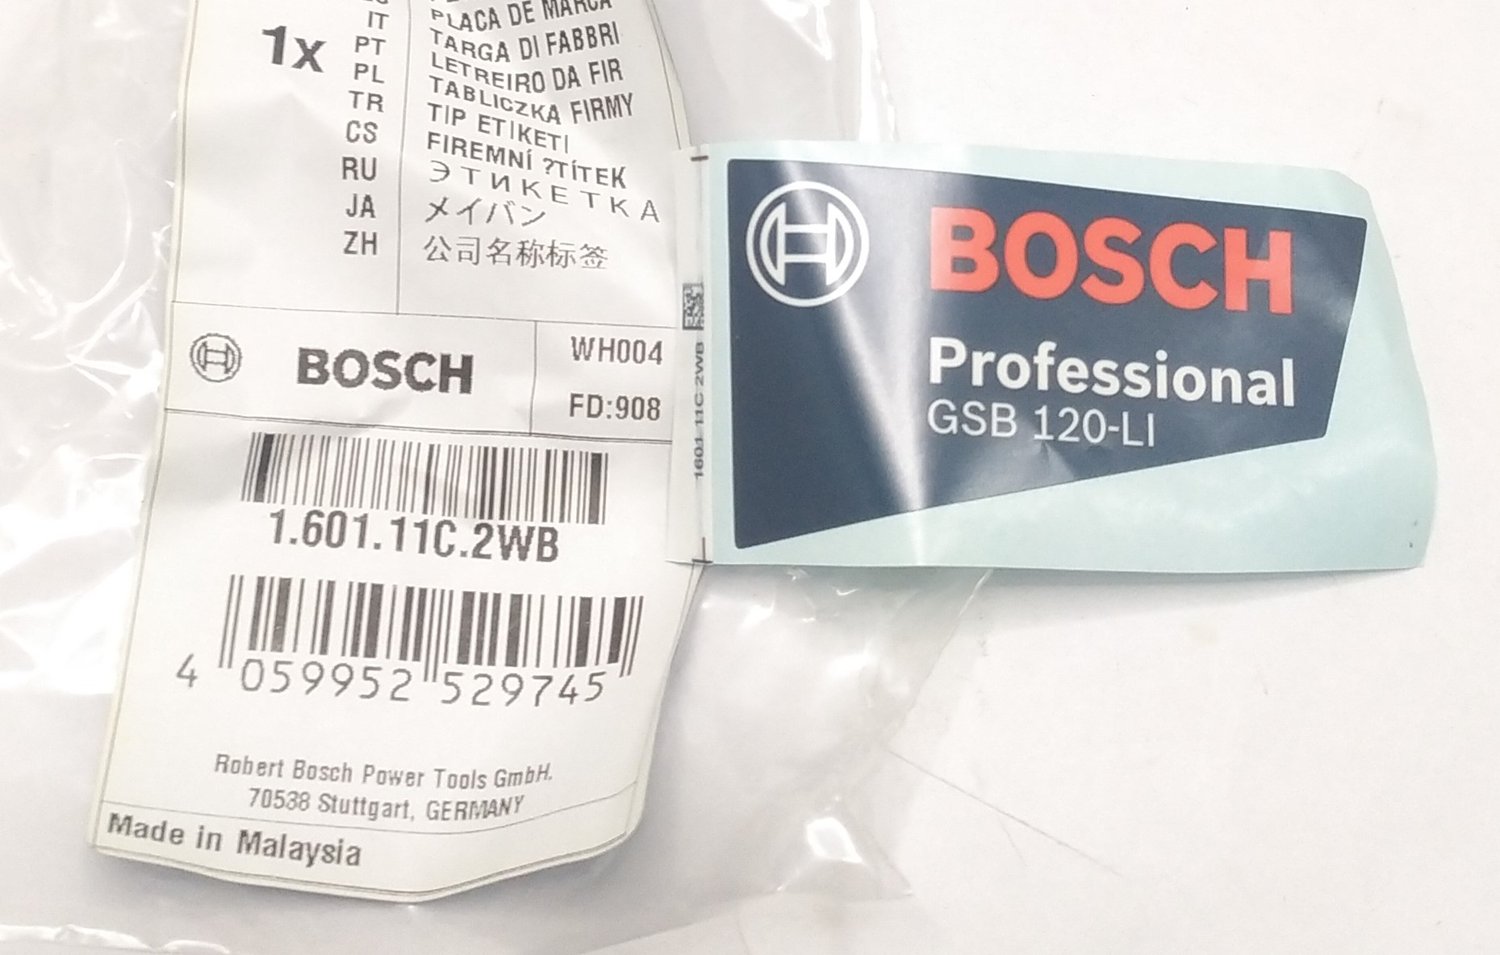 1x
IT
PT
PL
TR
CS
RU
JA
ZH
PLACA DE MARCA
TARGA DI FABBRI
LETREIRO DA FIR
TABLICZKA FIRMY
TIP ETIKETI
FIREMNÍ ?TÍTEK
ЭТИКЕТКА
メイバン
公司名称标签
BOSCH
WH004
FD:908
1.601.11C.2WB
4 059952 529745
Robert Bosch Power Tools GmbH.
70538 Stuttgart, GERMANY
Made in Malaysia
1601 11C 2WB
BOSCH
Professional
GSB 120-LI